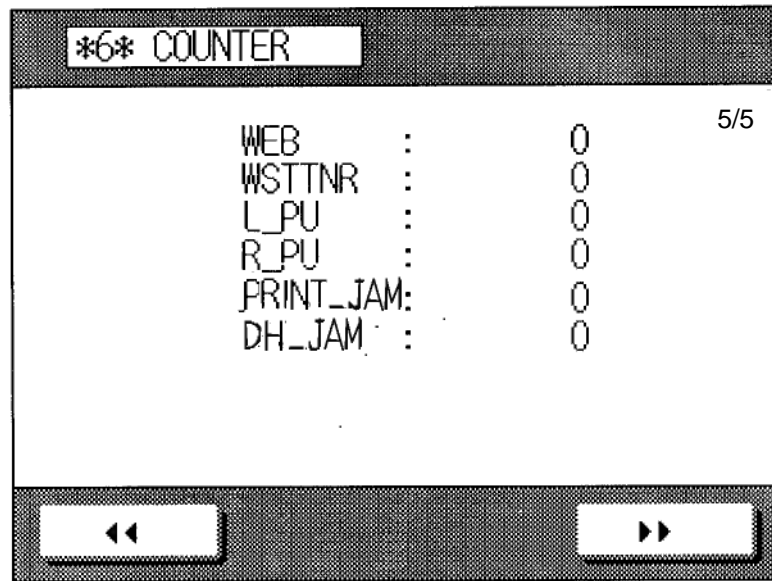 *6* COUNTER
5/5
WEB : 0
WSTTNR : 0
L_PU : 0
R_PU : 0
PRINT_JAM: 0
DH_JAM : 0